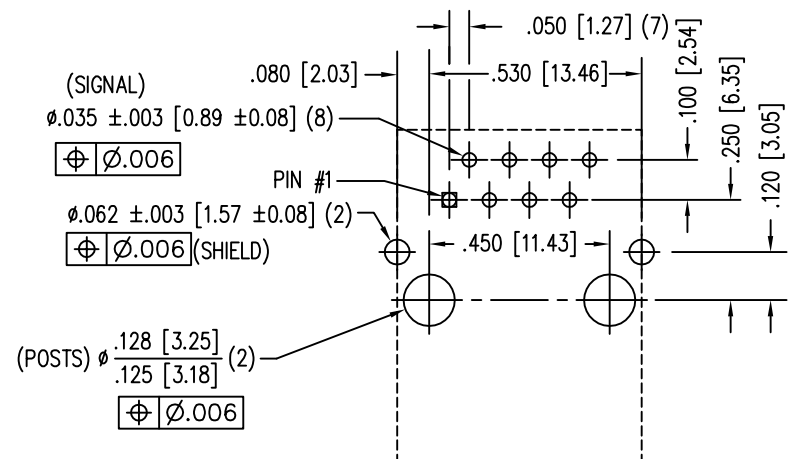 .050 [1.27] (7)
.080 [2.03]
.530 [13.46]
.100 [2.54]
.250 [6.35]
.120 [3.05]
(SIGNAL)
ø.035 ±.003 [0.89 ±0.08] (8)
⌖ Ø.006
PIN #1
ø.062 ±.003 [1.57 ±0.08] (2)
⌖ Ø.006 (SHIELD)
.450 [11.43]
(POSTS) ø .128 [3.25] (2)
.125 [3.18]
⌖ Ø.006